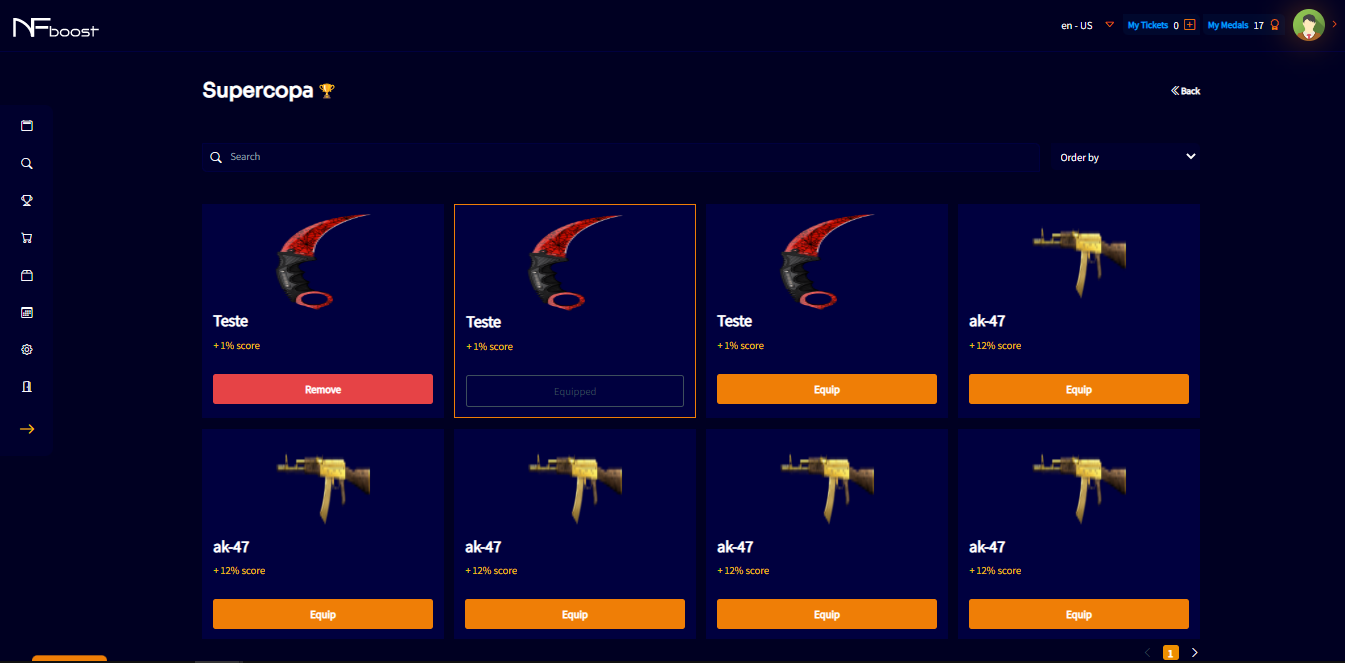 NFboost
en - US
My Tickets 0
My Medals 17
Supercopa
Back
Search
Order by
Teste
+1% score
Remove
Teste
+1% score
Equipped
Teste
+1% score
Equip
ak-47
+12% score
Equip
ak-47
+12% score
Equip
ak-47
+12% score
Equip
ak-47
+12% score
Equip
ak-47
+12% score
Equip
1